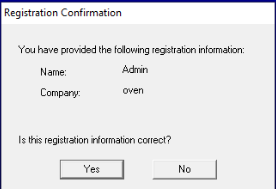 Registration Confirmation
You have provided the following registration information:
Name: Admin
Company: oven
Is this registration information correct?
Yes No